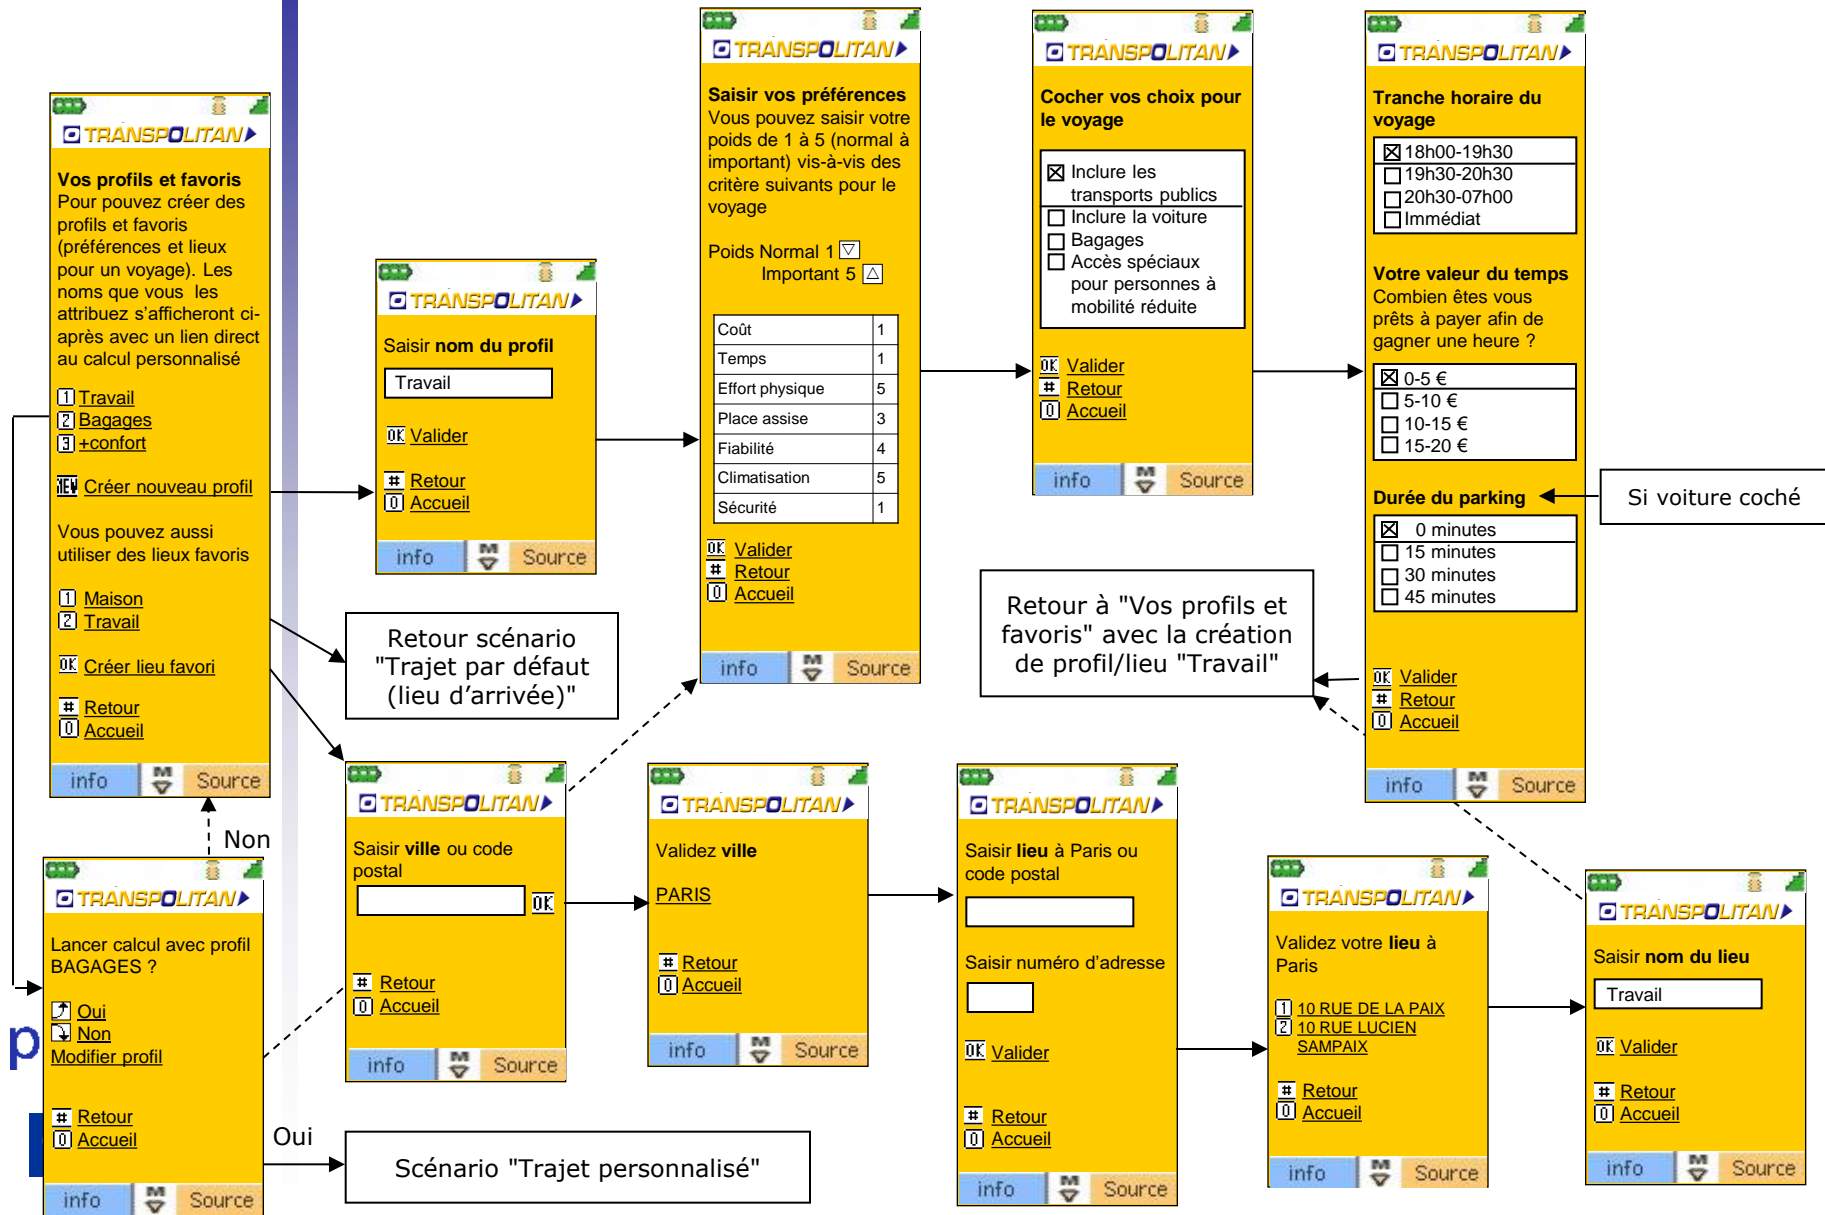 TRANSPOLITAN
Vos profils et favoris
Pour pouvez créer des
profils et favoris
(préférences et lieux
pour un voyage). Les
noms que vous les
attribuez s’afficheront ci-
après avec un lien direct
au calcul personnalisé
1 Travail
2 Bagages
3 +confort
NEW Créer nouveau profil
Vous pouvez aussi
utiliser des lieux favoris
1 Maison
2 Travail
OK Créer lieu favori
# Retour
0 Accueil
info M Source
TRANSPOLITAN
Saisir nom du profil
Travail
OK Valider
# Retour
0 Accueil
info M Source
TRANSPOLITAN
Saisir vos préférences
Vous pouvez saisir votre
poids de 1 à 5 (normal à
important) vis-à-vis des
critère suivants pour le
voyage
Poids Normal 1
Important 5
Coût 1
Temps 1
Effort physique 5
Place assise 3
Fiabilité 4
Climatisation 5
Sécurité 1
OK Valider
# Retour
0 Accueil
info M Source
TRANSPOLITAN
Cocher vos choix pour
le voyage
Inclure les
transports publics
Inclure la voiture
Bagages
Accès spéciaux
pour personnes à
mobilité réduite
OK Valider
# Retour
0 Accueil
info M Source
TRANSPOLITAN
Tranche horaire du
voyage
18h00-19h30
19h30-20h30
20h30-07h00
Immédiat
Votre valeur du temps
Combien êtes vous
prêts à payer afin de
gagner une heure ?
0-5 €
5-10 €
10-15 €
15-20 €
Durée du parking
0 minutes
15 minutes
30 minutes
45 minutes
OK Valider
# Retour
0 Accueil
info M Source
Si voiture coché
Retour à "Vos profils et
favoris" avec la création
de profil/lieu "Travail"
Retour scénario
"Trajet par défaut
(lieu d’arrivée)"
Non
TRANSPOLITAN
Lancer calcul avec profil
BAGAGES ?
Oui
Non
Modifier profil
# Retour
0 Accueil
info M Source
p
Oui
Scénario "Trajet personnalisé"
TRANSPOLITAN
Saisir ville ou code
postal
OK
# Retour
0 Accueil
info M Source
TRANSPOLITAN
Validez ville
PARIS
# Retour
0 Accueil
info M Source
TRANSPOLITAN
Saisir lieu à Paris ou
code postal
Saisir numéro d’adresse
OK Valider
# Retour
0 Accueil
info M Source
TRANSPOLITAN
Validez votre lieu à
Paris
1 10 RUE DE LA PAIX
2 10 RUE LUCIEN
SAMPAIX
# Retour
0 Accueil
info M Source
TRANSPOLITAN
Saisir nom du lieu
Travail
OK Valider
# Retour
0 Accueil
info M Source